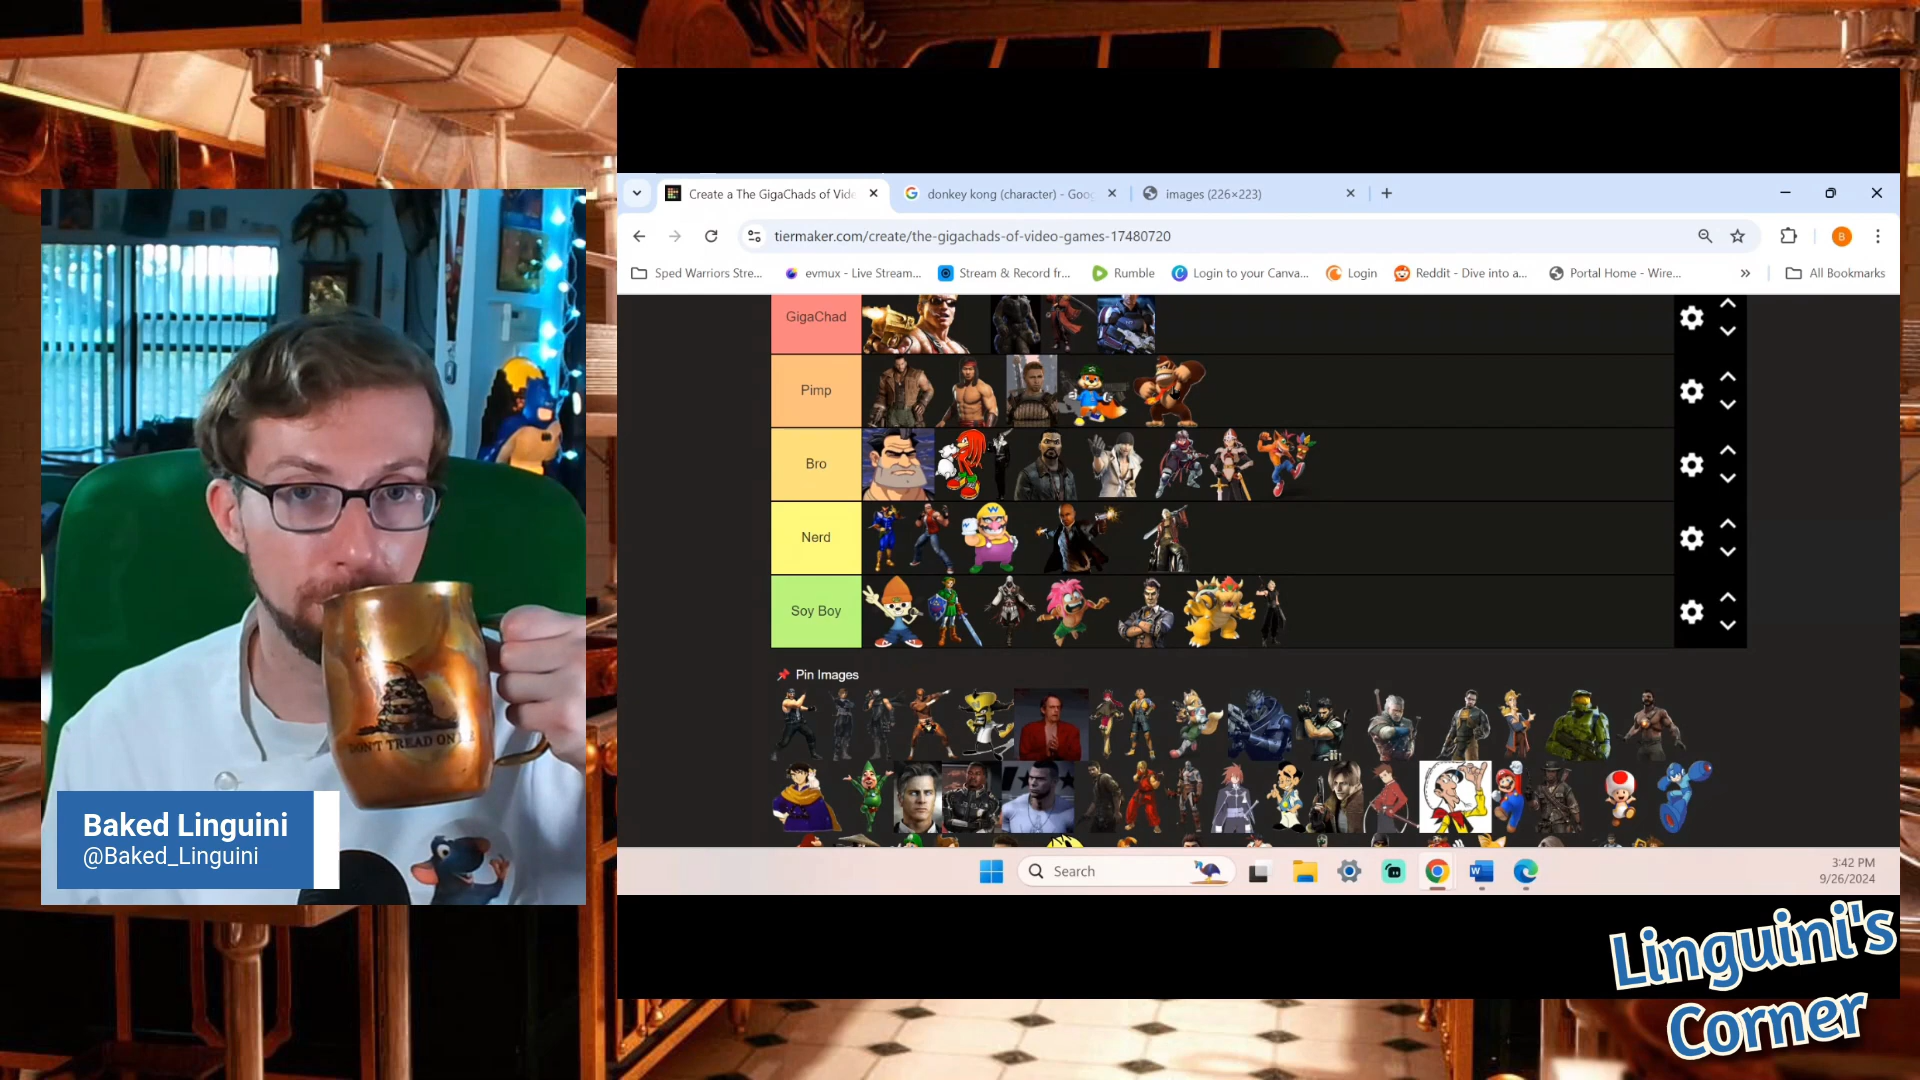 Create a The GigaChads of Vide
donkey kong (character) - Goog
images (226×223)
tiermaker.com/create/the-gigachads-of-video-games-17480720
B
Sped Warriors Stre...
evmux - Live Stream...
Stream & Record fr...
Rumble
Login to your Canva...
Login
Reddit - Dive into a...
Portal Home - Wire...
»
All Bookmarks
GigaChad
Pimp
Bro
Nerd
Soy Boy
Pin Images
DON'T TREAD ON
Baked Linguini
@Baked_Linguini
Search
3:42 PM
9/26/2024
Linguini's
Corner